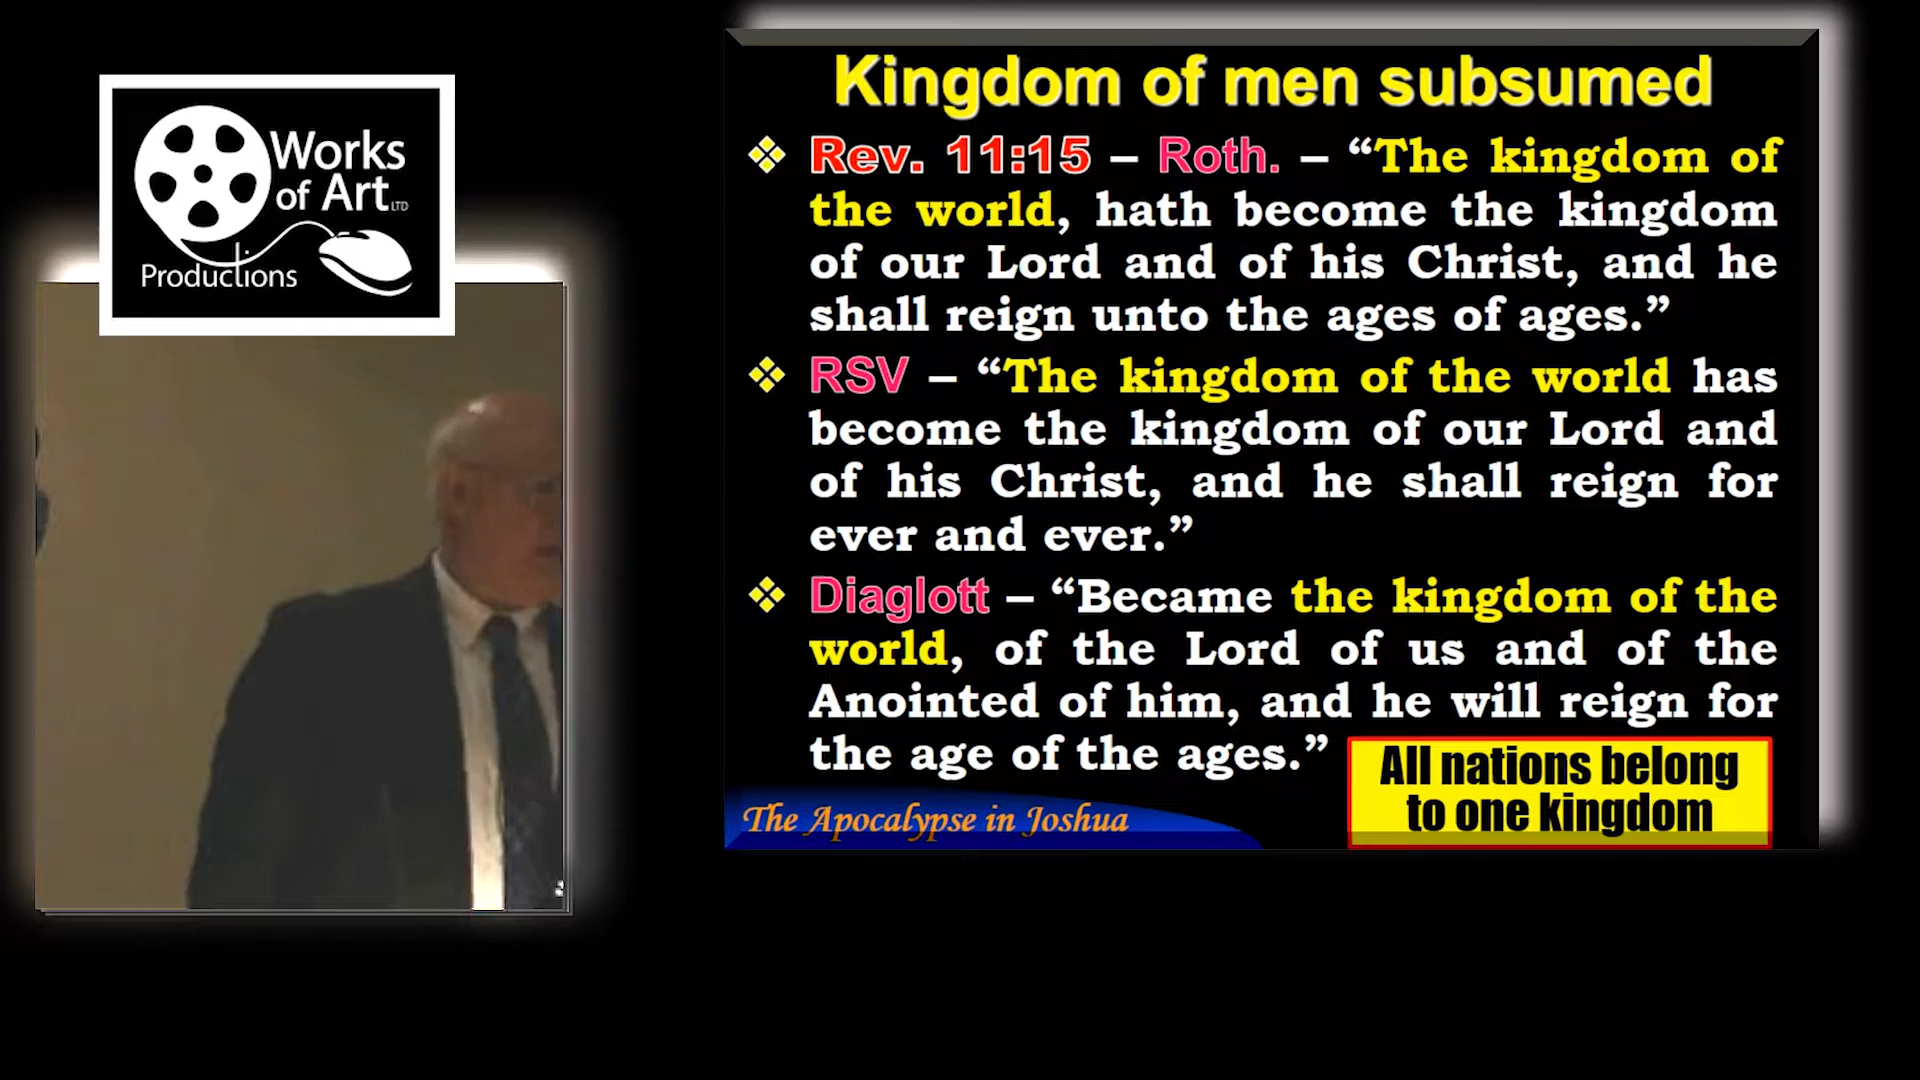 Works
of Art LTD
Productions
Kingdom of men subsumed
Rev. 11:15 – Roth. – “The kingdom of
the world, hath become the kingdom
of our Lord and of his Christ, and he
shall reign unto the ages of ages.”
RSV – “The kingdom of the world has
become the kingdom of our Lord and
of his Christ, and he shall reign for
ever and ever.”
Diaglott – “Became the kingdom of the
world, of the Lord of us and of the
Anointed of him, and he will reign for
the age of the ages.”
All nations belong
to one kingdom
The Apocalypse in Joshua